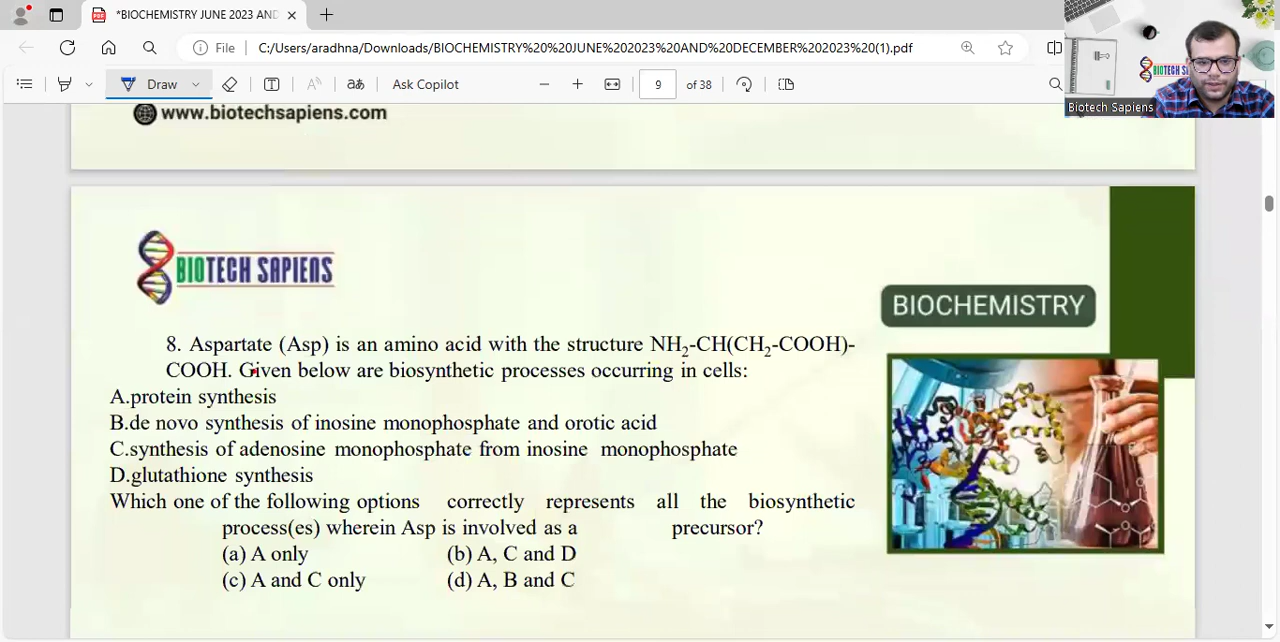 *BIOCHEMISTRY JUNE 2023 AND
File
C:/Users/aradhna/Downloads/BIOCHEMISTRY%20%20JUNE%202023%20AND%20DECEMBER%202023%20(1).pdf
Draw
aあ
Ask Copilot
9
of 38
BIOTECH S
Biotech Sapiens
www.biotechsapiens.com
BIOTECH SAPIENS
BIOCHEMISTRY
8. Aspartate (Asp) is an amino acid with the structure NH₂-CH(CH₂-COOH)-
COOH. Given below are biosynthetic processes occurring in cells:
A.protein synthesis
B.de novo synthesis of inosine monophosphate and orotic acid
C.synthesis of adenosine monophosphate from inosine monophosphate
D.glutathione synthesis
Which one of the following options correctly represents all the biosynthetic
process(es) wherein Asp is involved as a precursor?
(a) A only (b) A, C and D
(c) A and C only (d) A, B and C